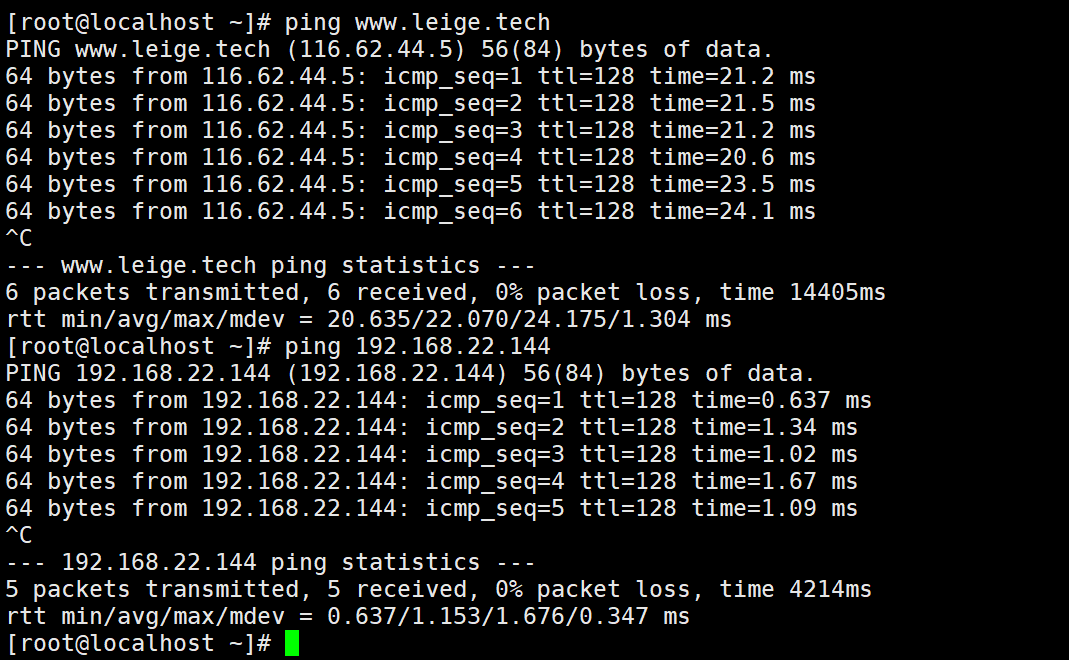 [root@localhost ~]# ping www.leige.tech
PING www.leige.tech (116.62.44.5) 56(84) bytes of data.
64 bytes from 116.62.44.5: icmp_seq=1 ttl=128 time=21.2 ms
64 bytes from 116.62.44.5: icmp_seq=2 ttl=128 time=21.5 ms
64 bytes from 116.62.44.5: icmp_seq=3 ttl=128 time=21.2 ms
64 bytes from 116.62.44.5: icmp_seq=4 ttl=128 time=20.6 ms
64 bytes from 116.62.44.5: icmp_seq=5 ttl=128 time=23.5 ms
64 bytes from 116.62.44.5: icmp_seq=6 ttl=128 time=24.1 ms
^C
--- www.leige.tech ping statistics ---
6 packets transmitted, 6 received, 0% packet loss, time 14405ms
rtt min/avg/max/mdev = 20.635/22.070/24.175/1.304 ms
[root@localhost ~]# ping 192.168.22.144
PING 192.168.22.144 (192.168.22.144) 56(84) bytes of data.
64 bytes from 192.168.22.144: icmp_seq=1 ttl=128 time=0.637 ms
64 bytes from 192.168.22.144: icmp_seq=2 ttl=128 time=1.34 ms
64 bytes from 192.168.22.144: icmp_seq=3 ttl=128 time=1.02 ms
64 bytes from 192.168.22.144: icmp_seq=4 ttl=128 time=1.67 ms
64 bytes from 192.168.22.144: icmp_seq=5 ttl=128 time=1.09 ms
^C
--- 192.168.22.144 ping statistics ---
5 packets transmitted, 5 received, 0% packet loss, time 4214ms
rtt min/avg/max/mdev = 0.637/1.153/1.676/0.347 ms
[root@localhost ~]#